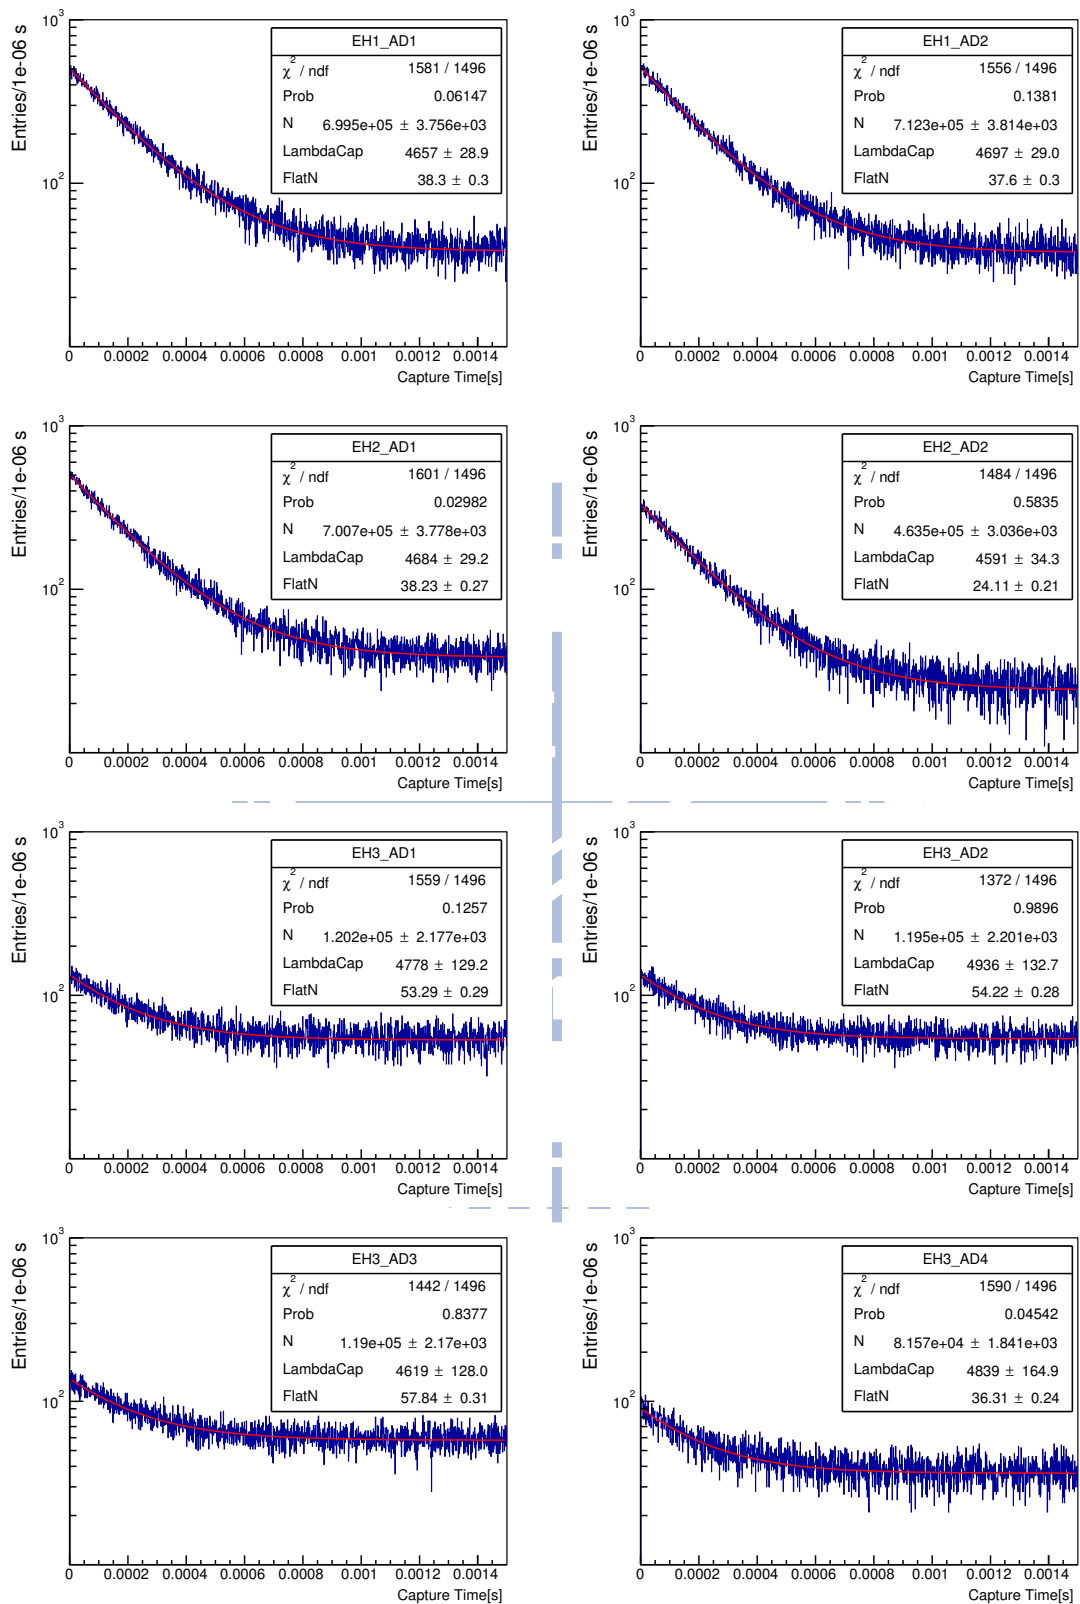 Entries/1e-06 s
10³
EH1_AD1
χ² / ndf 1581 / 1496
Prob 0.06147
N 6.995e+05 ± 3.756e+03
LambdaCap 4657 ± 28.9
FlatN 38.3 ± 0.3
10²
0 0.0002 0.0004 0.0006 0.0008 0.001 0.0012 0.0014
Capture Time[s]
Entries/1e-06 s
10³
EH1_AD2
χ² / ndf 1556 / 1496
Prob 0.1381
N 7.123e+05 ± 3.814e+03
LambdaCap 4697 ± 29.0
FlatN 37.6 ± 0.3
10²
0 0.0002 0.0004 0.0006 0.0008 0.001 0.0012 0.0014
Capture Time[s]
Entries/1e-06 s
10³
EH2_AD1
χ² / ndf 1601 / 1496
Prob 0.02982
N 7.007e+05 ± 3.778e+03
LambdaCap 4684 ± 29.2
FlatN 38.23 ± 0.27
10²
0 0.0002 0.0004 0.0006 0.0008 0.001 0.0012 0.0014
Capture Time[s]
Entries/1e-06 s
10³
EH2_AD2
χ² / ndf 1484 / 1496
Prob 0.5835
N 4.635e+05 ± 3.036e+03
LambdaCap 4591 ± 34.3
FlatN 24.11 ± 0.21
10²
0 0.0002 0.0004 0.0006 0.0008 0.001 0.0012 0.0014
Capture Time[s]
Entries/1e-06 s
10³
EH3_AD1
χ² / ndf 1559 / 1496
Prob 0.1257
N 1.202e+05 ± 2.177e+03
LambdaCap 4778 ± 129.2
FlatN 53.29 ± 0.29
10²
0 0.0002 0.0004 0.0006 0.0008 0.001 0.0012 0.0014
Capture Time[s]
Entries/1e-06 s
10³
EH3_AD2
χ² / ndf 1372 / 1496
Prob 0.9896
N 1.195e+05 ± 2.201e+03
LambdaCap 4936 ± 132.7
FlatN 54.22 ± 0.28
10²
0 0.0002 0.0004 0.0006 0.0008 0.001 0.0012 0.0014
Capture Time[s]
Entries/1e-06 s
10³
EH3_AD3
χ² / ndf 1442 / 1496
Prob 0.8377
N 1.19e+05 ± 2.17e+03
LambdaCap 4619 ± 128.0
FlatN 57.84 ± 0.31
10²
0 0.0002 0.0004 0.0006 0.0008 0.001 0.0012 0.0014
Capture Time[s]
Entries/1e-06 s
10³
EH3_AD4
χ² / ndf 1590 / 1496
Prob 0.04542
N 8.157e+04 ± 1.841e+03
LambdaCap 4839 ± 164.9
FlatN 36.31 ± 0.24
10²
0 0.0002 0.0004 0.0006 0.0008 0.001 0.0012 0.0014
Capture Time[s]